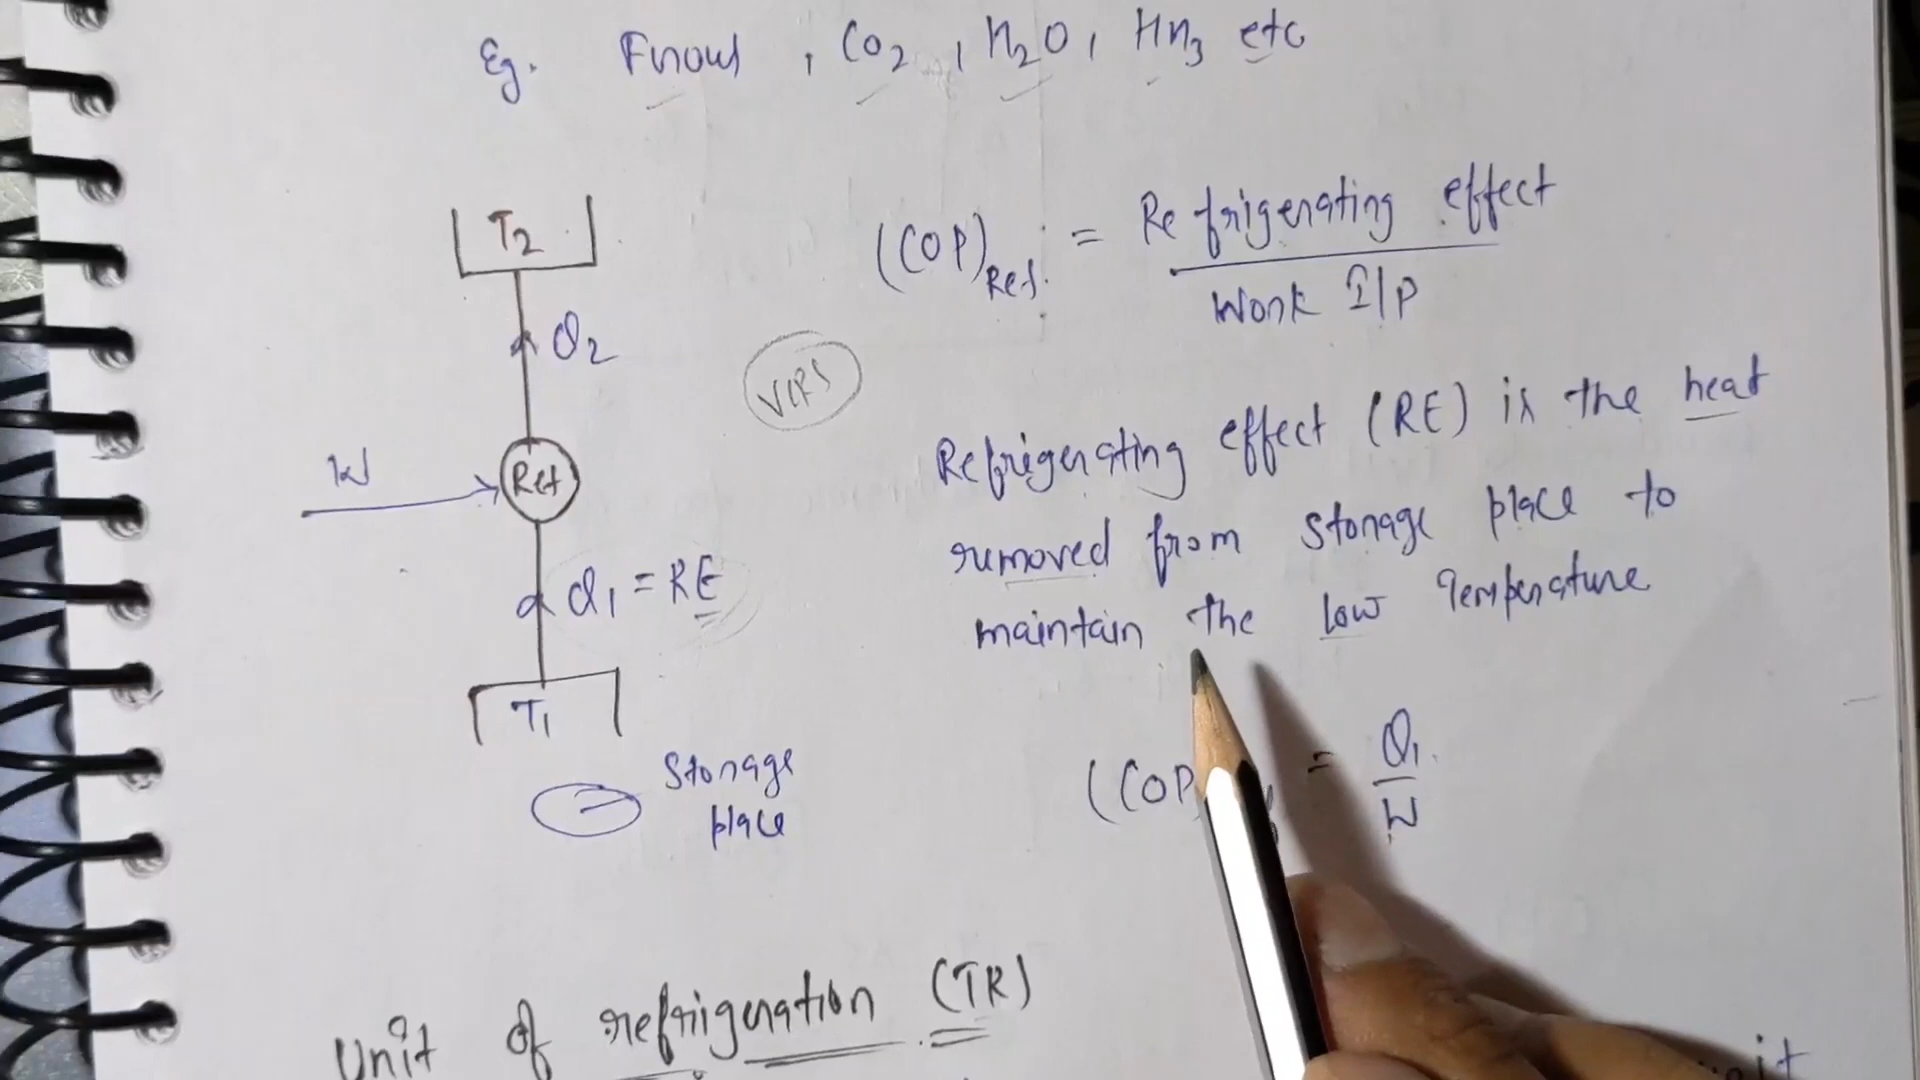 Eg. Freous , CO2 , H2O , Hn3 etc
T2
(COP)Ref. = Refrigerating effect
Work I/P
Q2
VCRS
W
Ref
Refrigerating effect (RE) is the heat
removed from storage place to
maintain the low Temperature
Q1 = RE
T1
Storage
place
(COP = Q1
W
Unit of refrigeration (TR)